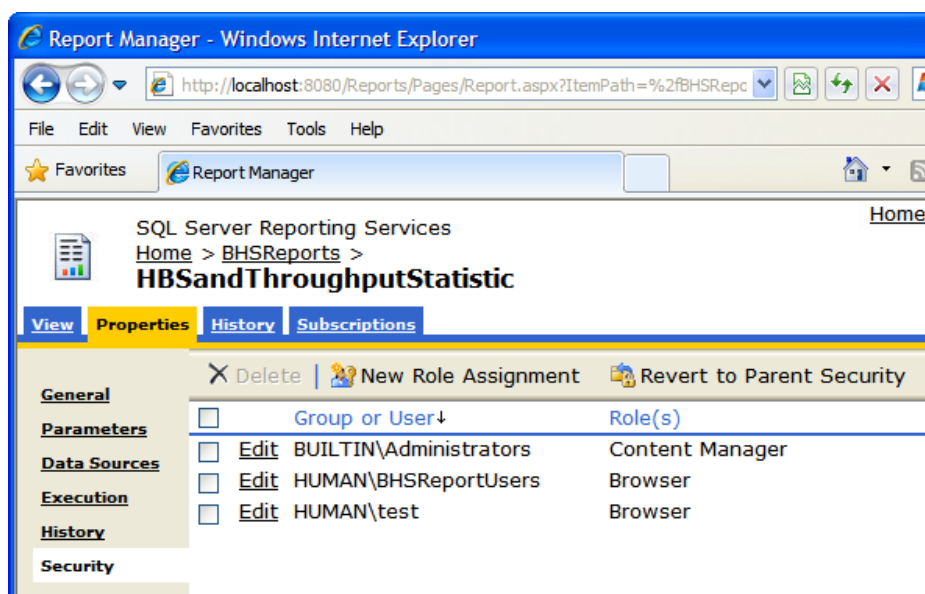 Report Manager - Windows Internet Explorer
http://localhost:8080/Reports/Pages/Report.aspx?ItemPath=%2fBHSRepc
File Edit View Favorites Tools Help
Favorites Report Manager
Home
SQL Server Reporting Services
Home > BHSReports >
HBSandThroughputStatistic
View Properties History Subscriptions
Delete | New Role Assignment Revert to Parent Security
General
Group or User↓ Role(s)
Parameters
Edit BUILTIN\Administrators Content Manager
Data Sources
Edit HUMAN\BHSReportUsers Browser
Execution
Edit HUMAN\test Browser
History
Security